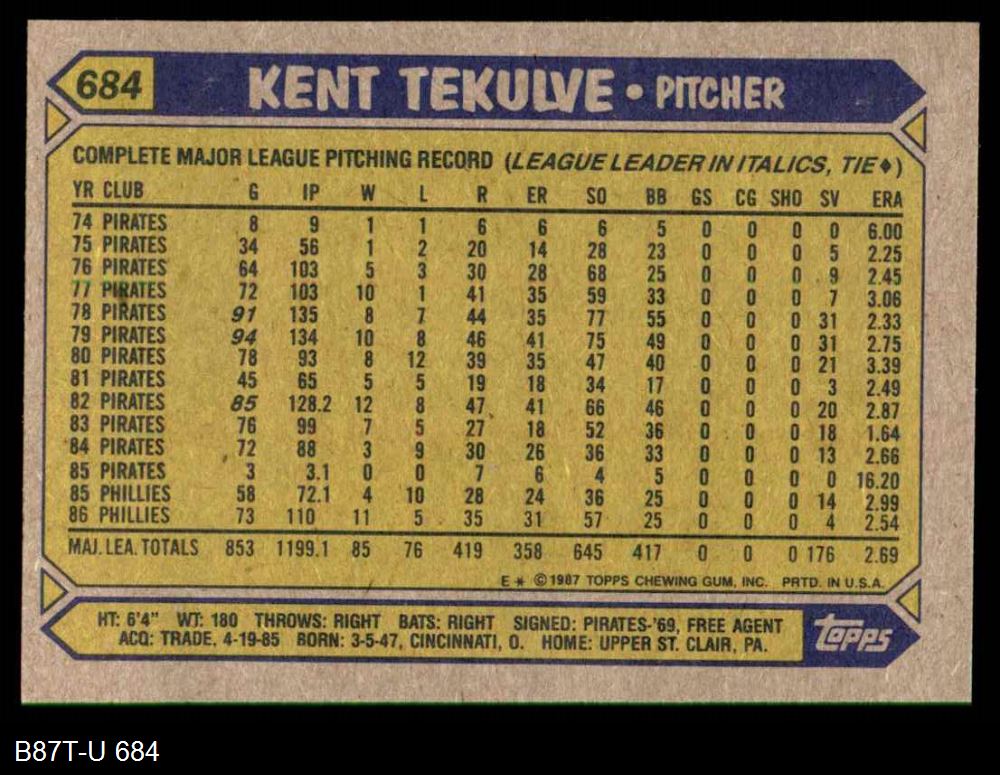 684 KENT TEKULVE • PITCHER
COMPLETE MAJOR LEAGUE PITCHING RECORD (LEAGUE LEADER IN ITALICS, TIE♦)
YR CLUB G IP W L R ER SO BB GS CG SHO SV ERA
74 PIRATES 8 9 1 1 6 6 6 5 0 0 0 0 6.00
75 PIRATES 34 56 1 2 20 14 28 23 0 0 0 5 2.25
76 PIRATES 64 103 5 3 30 28 68 25 0 0 0 9 2.45
77 PIRATES 72 103 10 1 41 35 59 33 0 0 0 7 3.06
78 PIRATES 91 135 8 7 44 35 77 55 0 0 0 31 2.33
79 PIRATES 94 134 10 8 46 41 75 49 0 0 0 31 2.75
80 PIRATES 78 93 8 12 39 35 47 40 0 0 0 21 3.39
81 PIRATES 45 65 5 5 19 18 34 17 0 0 0 3 2.49
82 PIRATES 85 128.2 12 8 47 41 66 46 0 0 0 20 2.87
83 PIRATES 76 99 7 5 27 18 52 36 0 0 0 18 1.64
84 PIRATES 72 88 3 9 30 26 36 33 0 0 0 13 2.66
85 PIRATES 3 3.1 0 0 7 6 4 5 0 0 0 0 16.20
85 PHILLIES 58 72.1 4 10 28 24 36 25 0 0 0 14 2.99
86 PHILLIES 73 110 11 5 35 31 57 25 0 0 0 4 2.54
MAJ. LEA. TOTALS 853 1199.1 85 76 419 358 645 417 0 0 0 176 2.69
E* ©1987 TOPPS CHEWING GUM, INC. PRTD. IN U.S.A.
HT: 6'4" WT: 180 THROWS: RIGHT BATS: RIGHT SIGNED: PIRATES-'69, FREE AGENT
ACQ: TRADE, 4-19-85 BORN: 3-5-47, CINCINNATI, O. HOME: UPPER ST. CLAIR, PA.
topps
B87T-U 684